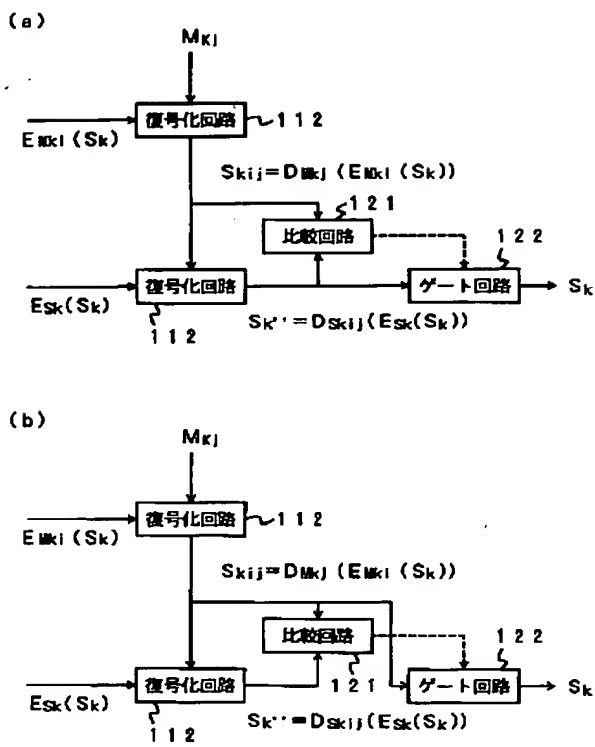 (a)
MKj
復号化回路 112
EMki(Sk)
Skij=DMkj(EMki(Sk))
121
比較回路
122
復号化回路
ゲート回路
Sk
ESk(Sk)
112
Sk''=DSkij(ESk(Sk))
(b)
MKj
復号化回路 112
EMki(Sk)
Skij=DMkj(EMki(Sk))
比較回路
122
復号化回路
121
ゲート回路
Sk
ESk(Sk)
112
Sk''=DSkij(ESk(Sk))